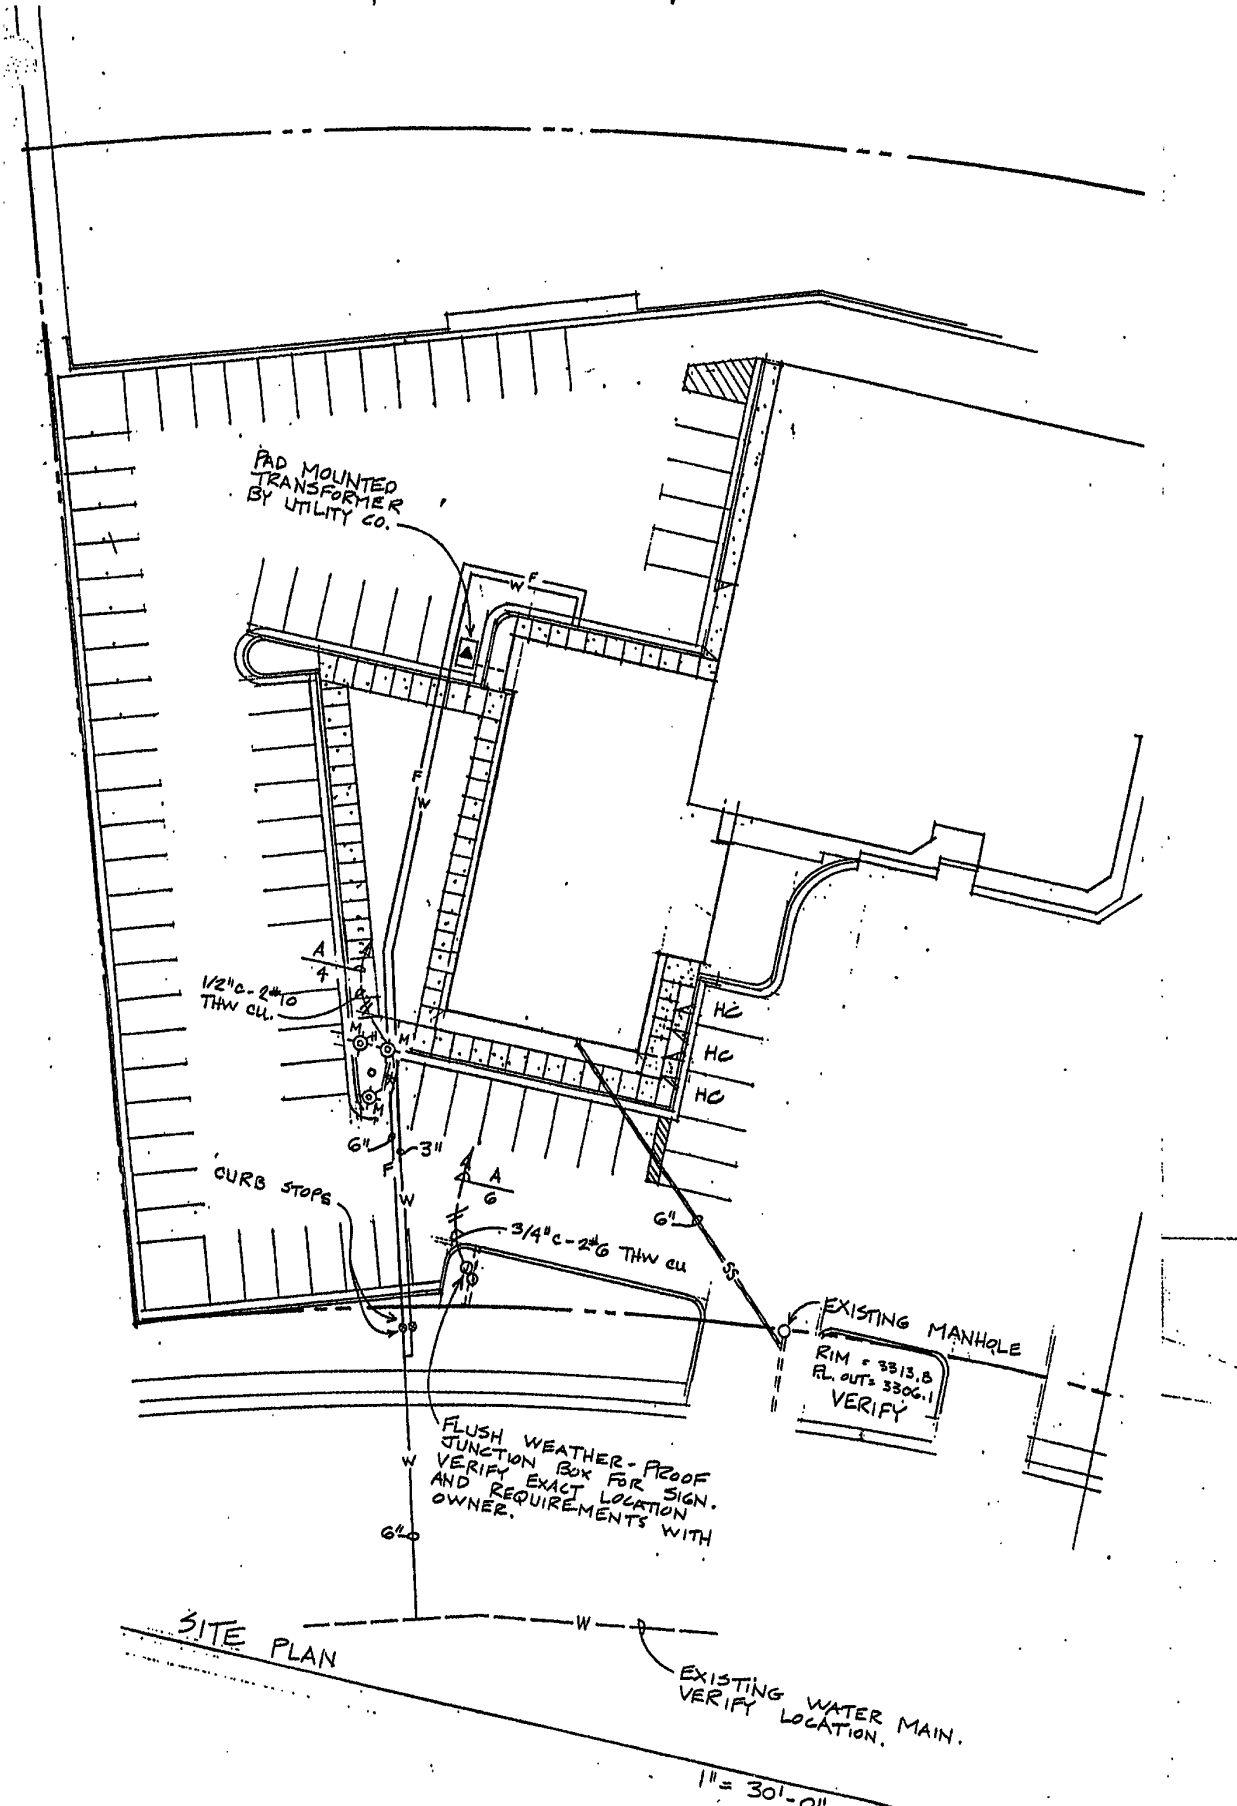 PAD MOUNTED
TRANSFORMER
BY UTILITY CO.
F
W
F
W
A
4
1/2"C-2#10
THW CU.
M
M
M
HC
HC
HC
6"
3"
F
W
CURB STOPS
A
6
3/4"C-2#6 THW CU
6"
SS
EXISTING MANHOLE
RIM = 3313.8
FL. OUT= 3306.1
VERIFY
FLUSH WEATHER-PROOF
JUNCTION BOX FOR SIGN.
VERIFY EXACT LOCATION
AND REQUIREMENTS WITH
OWNER.
W
6"
W
SITE PLAN
EXISTING WATER MAIN.
VERIFY LOCATION.
1" = 30'-0"